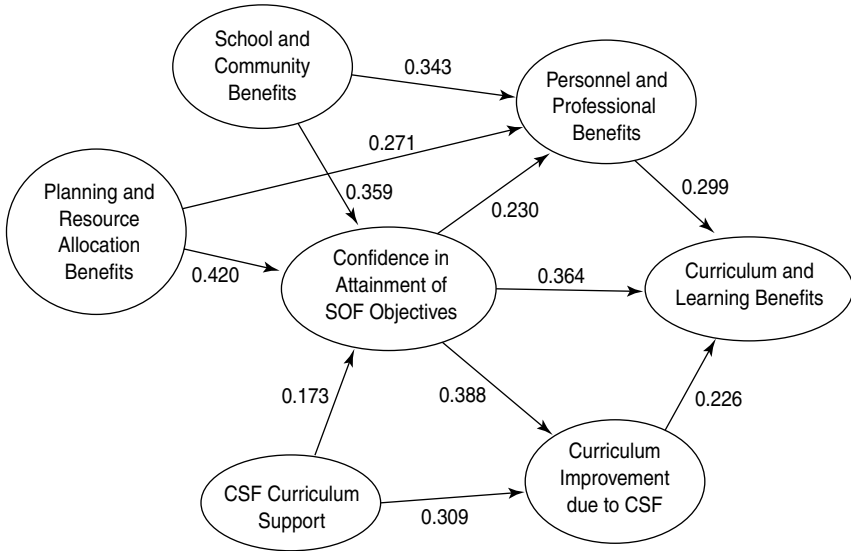 School and
Community
Benefits
0.343
Personnel and
Professional
Benefits
0.271
Planning and
Resource
Allocation
Benefits
0.359
0.230
0.299
0.420
Confidence in
Attainment of
SOF Objectives
0.364
Curriculum and
Learning Benefits
0.173
0.388
0.226
CSF Curriculum
Support
0.309
Curriculum
Improvement
due to CSF